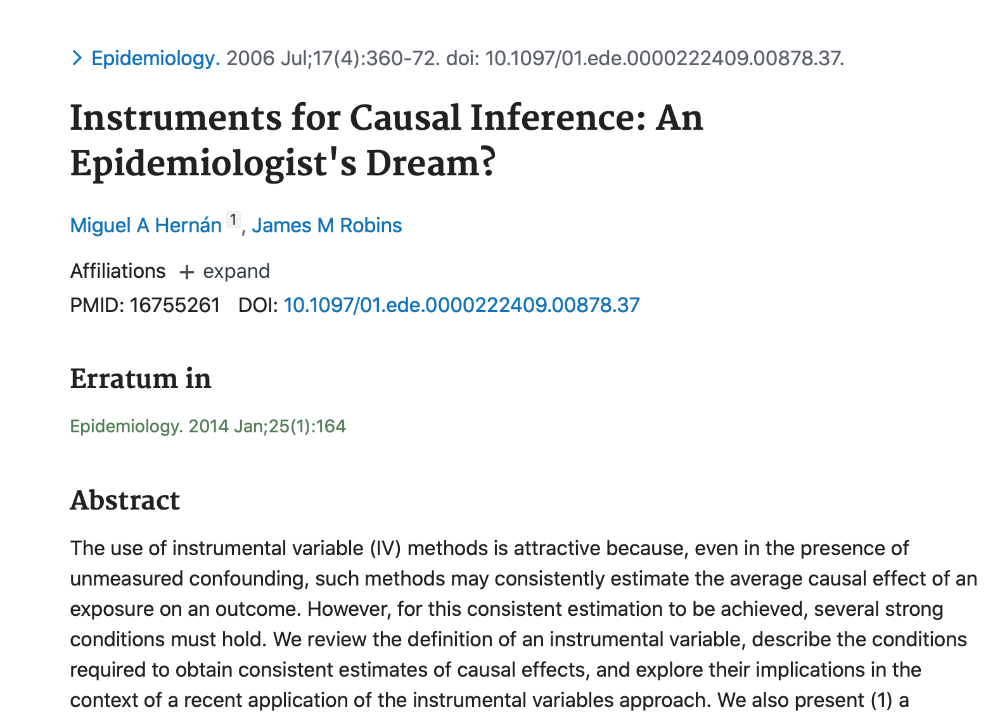 > Epidemiology. 2006 Jul;17(4):360-72. doi: 10.1097/01.ede.0000222409.00878.37.
Instruments for Causal Inference: An
Epidemiologist's Dream?
Miguel A Hernán 1, James M Robins
Affiliations + expand
PMID: 16755261 DOI: 10.1097/01.ede.0000222409.00878.37
Erratum in
Epidemiology. 2014 Jan;25(1):164
Abstract
The use of instrumental variable (IV) methods is attractive because, even in the presence of
unmeasured confounding, such methods may consistently estimate the average causal effect of an
exposure on an outcome. However, for this consistent estimation to be achieved, several strong
conditions must hold. We review the definition of an instrumental variable, describe the conditions
required to obtain consistent estimates of causal effects, and explore their implications in the
context of a recent application of the instrumental variables approach. We also present (1) a